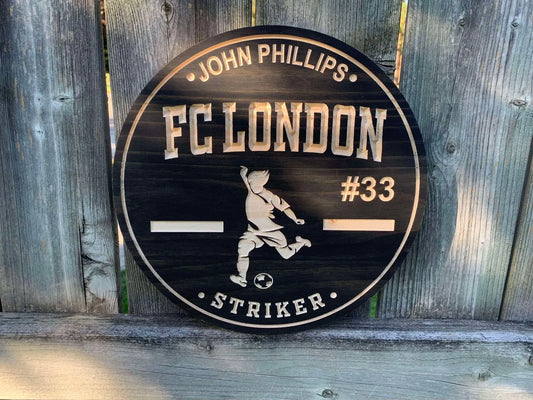 • JOHN PHILLIPS •
FC LONDON
#33
• STRIKER •